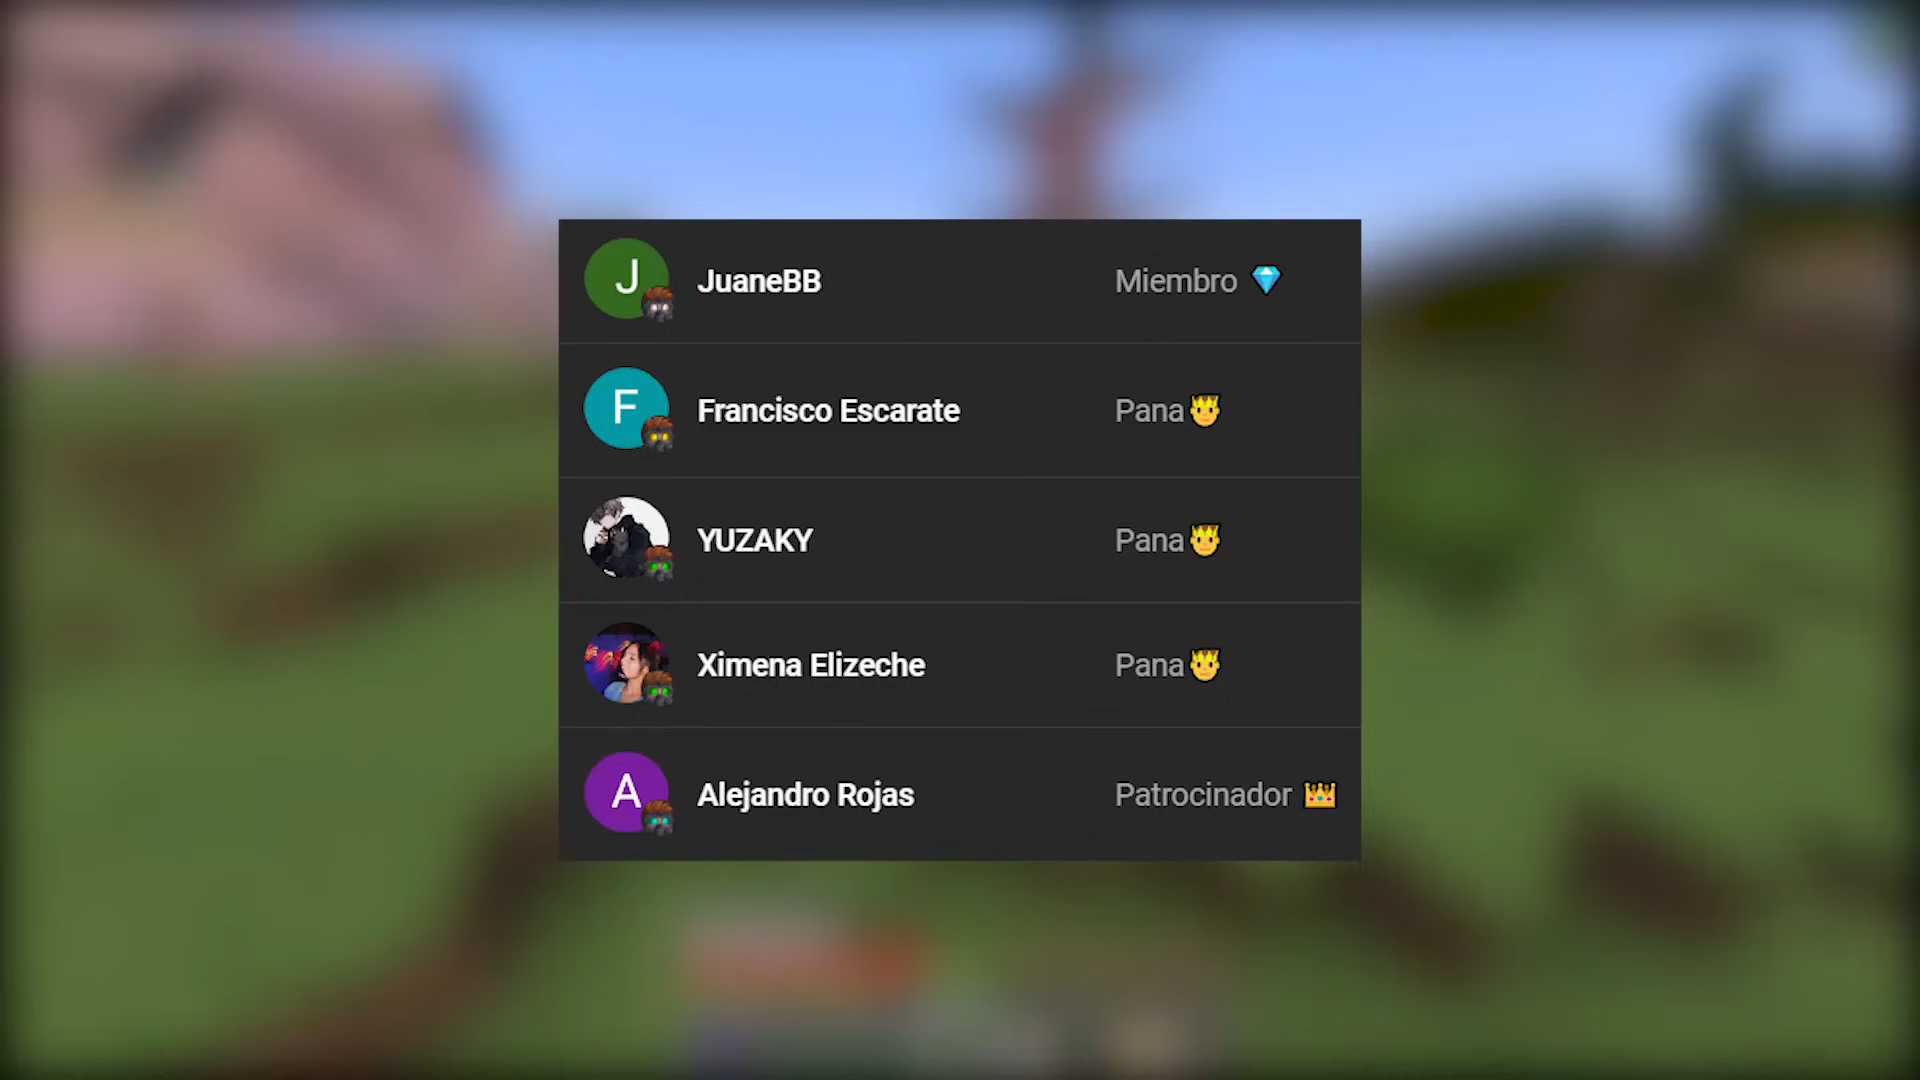 J JuaneBB Miembro 💎
F Francisco Escarate Pana🤴
YUZAKY Pana🤴
Ximena Elizeche Pana🤴
A Alejandro Rojas Patrocinador 👑